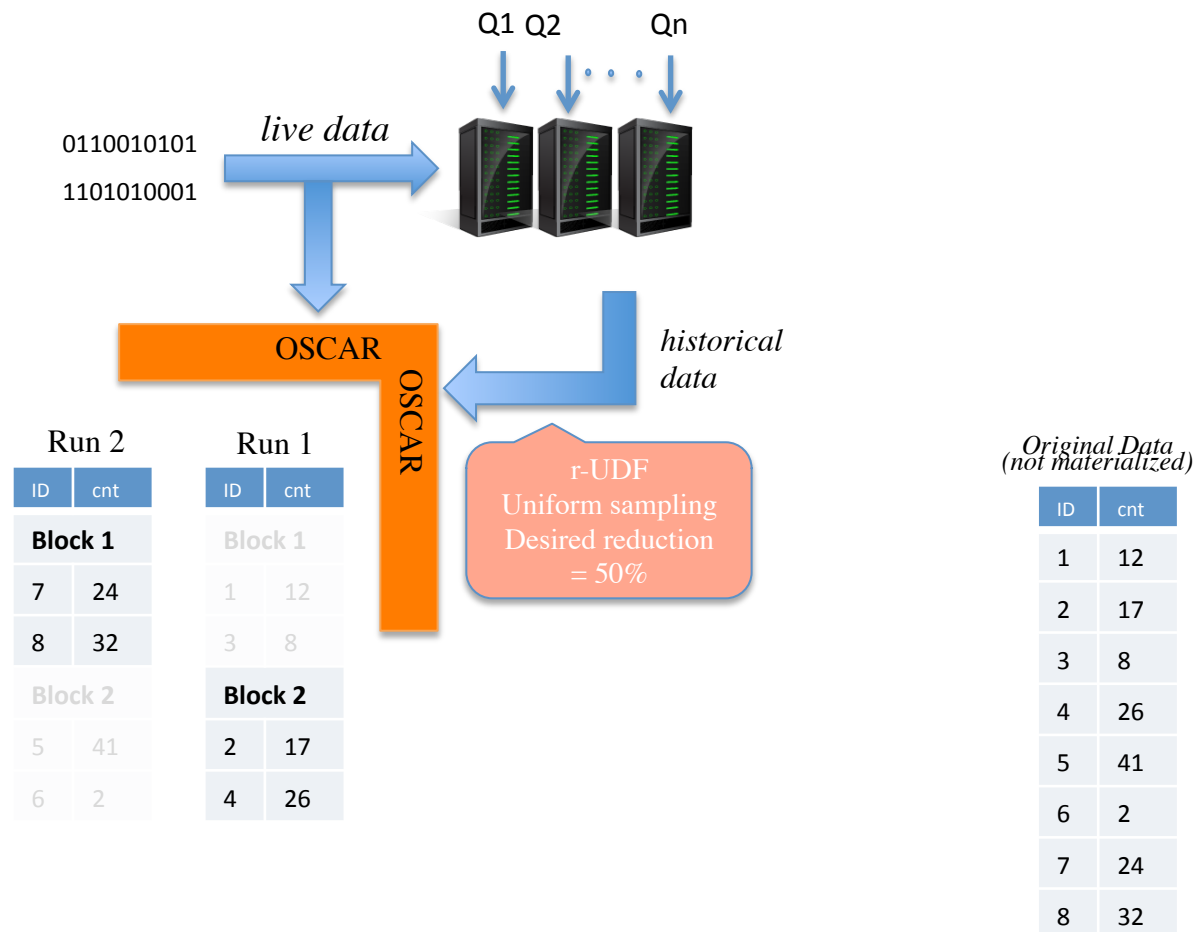 Q1 Q2 Qn
0110010101
1101010001
live data
OSCAR
OSCAR
historical
data
r-UDF
Uniform sampling
Desired reduction
= 50%
Run 2
ID cnt
Block 1
7 24
8 32
Block 2
5 41
6 2
Run 1
ID cnt
Block 1
1 12
3 8
Block 2
2 17
4 26
Original Data
(not materialized)
ID cnt
1 12
2 17
3 8
4 26
5 41
6 2
7 24
8 32